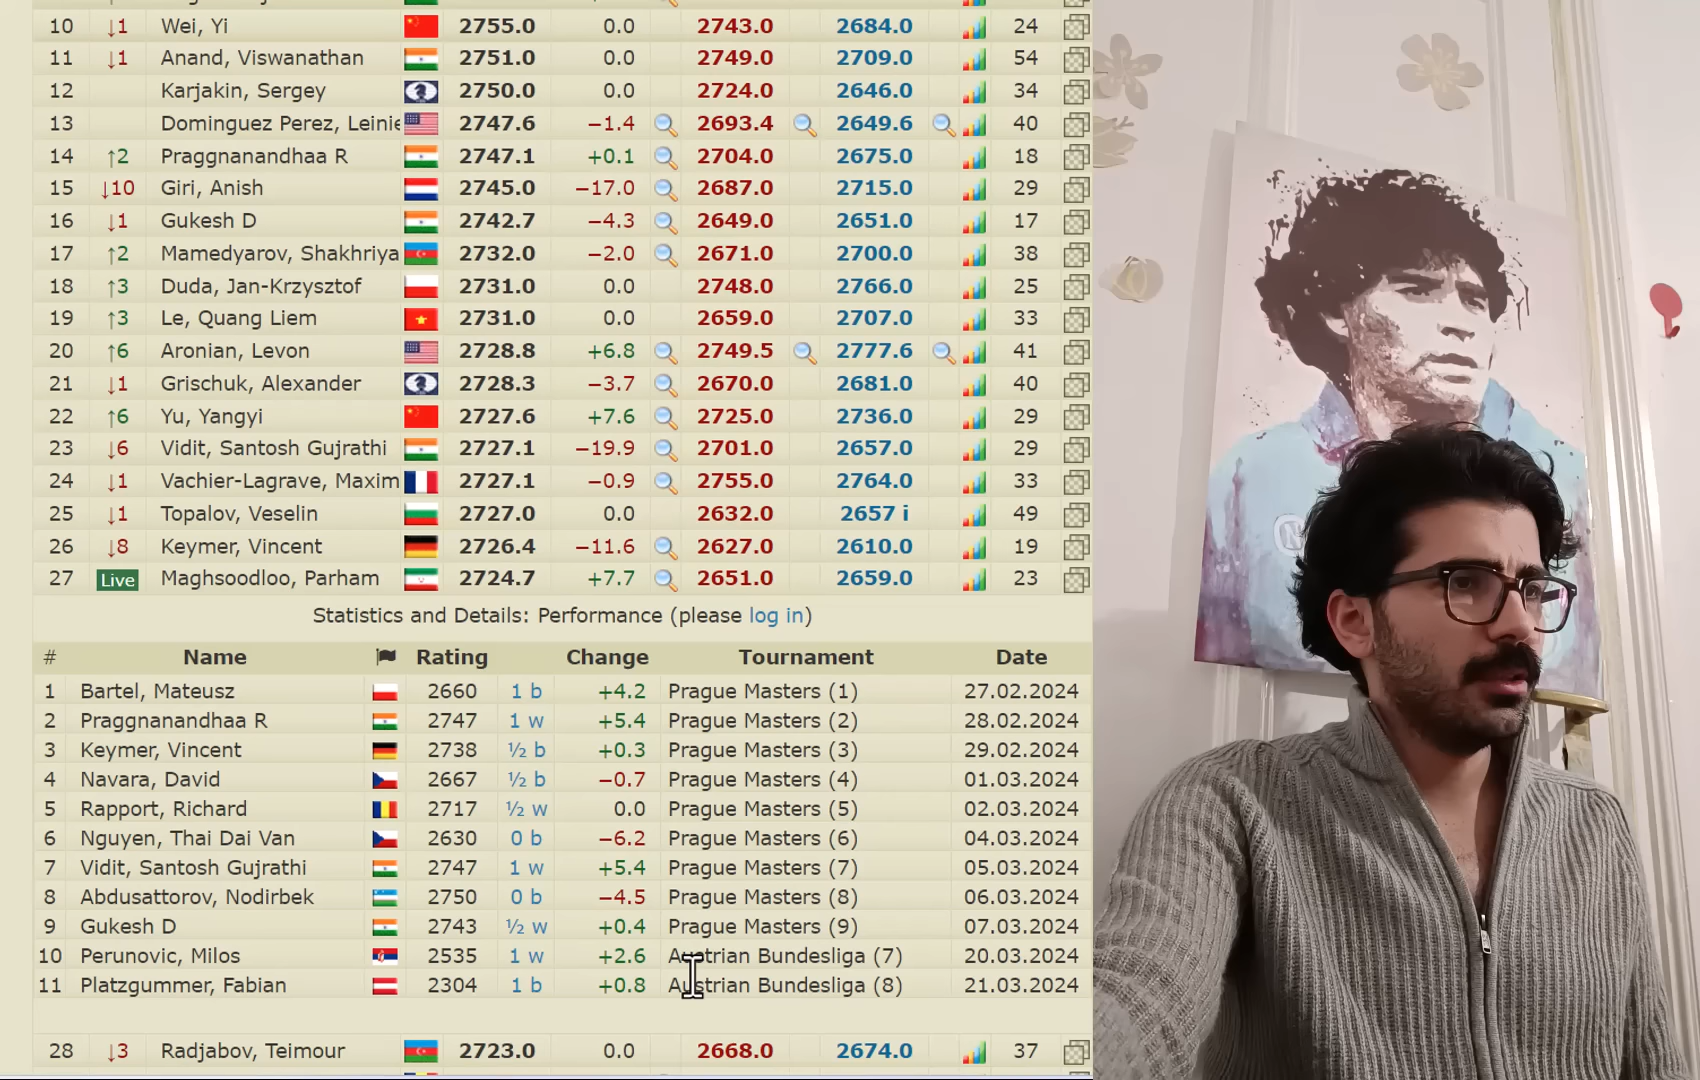 10 ↓1 Wei, Yi 2755.0 0.0 2743.0 2684.0 24
11 ↓1 Anand, Viswanathan 2751.0 0.0 2749.0 2709.0 54
12 Karjakin, Sergey 2750.0 0.0 2724.0 2646.0 34
13 Dominguez Perez, Leinie 2747.6 −1.4 2693.4 2649.6 40
14 ↑2 Praggnanandhaa R 2747.1 +0.1 2704.0 2675.0 18
15 ↓10 Giri, Anish 2745.0 −17.0 2687.0 2715.0 29
16 ↓1 Gukesh D 2742.7 −4.3 2649.0 2651.0 17
17 ↑2 Mamedyarov, Shakhriya 2732.0 −2.0 2671.0 2700.0 38
18 ↑3 Duda, Jan-Krzysztof 2731.0 0.0 2748.0 2766.0 25
19 ↑3 Le, Quang Liem 2731.0 0.0 2659.0 2707.0 33
20 ↑6 Aronian, Levon 2728.8 +6.8 2749.5 2777.6 41
21 ↓1 Grischuk, Alexander 2728.3 −3.7 2670.0 2681.0 40
22 ↑6 Yu, Yangyi 2727.6 +7.6 2725.0 2736.0 29
23 ↓6 Vidit, Santosh Gujrathi 2727.1 −19.9 2701.0 2657.0 29
24 ↓1 Vachier-Lagrave, Maxim 2727.1 −0.9 2755.0 2764.0 33
25 ↓1 Topalov, Veselin 2727.0 0.0 2632.0 2657 i 49
26 ↓8 Keymer, Vincent 2726.4 −11.6 2627.0 2610.0 19
27 Live Maghsoodloo, Parham 2724.7 +7.7 2651.0 2659.0 23
Statistics and Details: Performance (please log in)
# Name Rating Change Tournament Date
1 Bartel, Mateusz 2660 1 b +4.2 Prague Masters (1) 27.02.2024
2 Praggnanandhaa R 2747 1 w +5.4 Prague Masters (2) 28.02.2024
3 Keymer, Vincent 2738 ½ b +0.3 Prague Masters (3) 29.02.2024
4 Navara, David 2667 ½ b −0.7 Prague Masters (4) 01.03.2024
5 Rapport, Richard 2717 ½ w 0.0 Prague Masters (5) 02.03.2024
6 Nguyen, Thai Dai Van 2630 0 b −6.2 Prague Masters (6) 04.03.2024
7 Vidit, Santosh Gujrathi 2747 1 w +5.4 Prague Masters (7) 05.03.2024
8 Abdusattorov, Nodirbek 2750 0 b −4.5 Prague Masters (8) 06.03.2024
9 Gukesh D 2743 ½ w +0.4 Prague Masters (9) 07.03.2024
10 Perunovic, Milos 2535 1 w +2.6 Austrian Bundesliga (7) 20.03.2024
11 Platzgummer, Fabian 2304 1 b +0.8 Austrian Bundesliga (8) 21.03.2024
28 ↓3 Radjabov, Teimour 2723.0 0.0 2668.0 2674.0 37